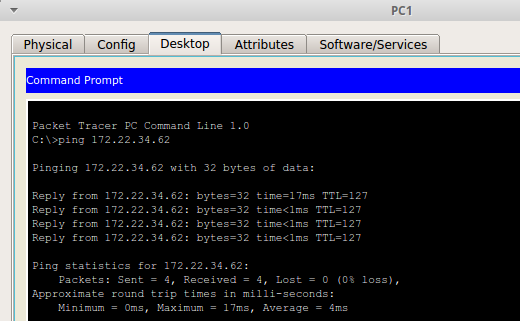 PC1
Physical Config Desktop Attributes Software/Services
Command Prompt
Packet Tracer PC Command Line 1.0
C:\>ping 172.22.34.62
Pinging 172.22.34.62 with 32 bytes of data:
Reply from 172.22.34.62: bytes=32 time=17ms TTL=127
Reply from 172.22.34.62: bytes=32 time<1ms TTL=127
Reply from 172.22.34.62: bytes=32 time<1ms TTL=127
Reply from 172.22.34.62: bytes=32 time<1ms TTL=127
Ping statistics for 172.22.34.62:
Packets: Sent = 4, Received = 4, Lost = 0 (0% loss),
Approximate round trip times in milli-seconds:
Minimum = 0ms, Maximum = 17ms, Average = 4ms